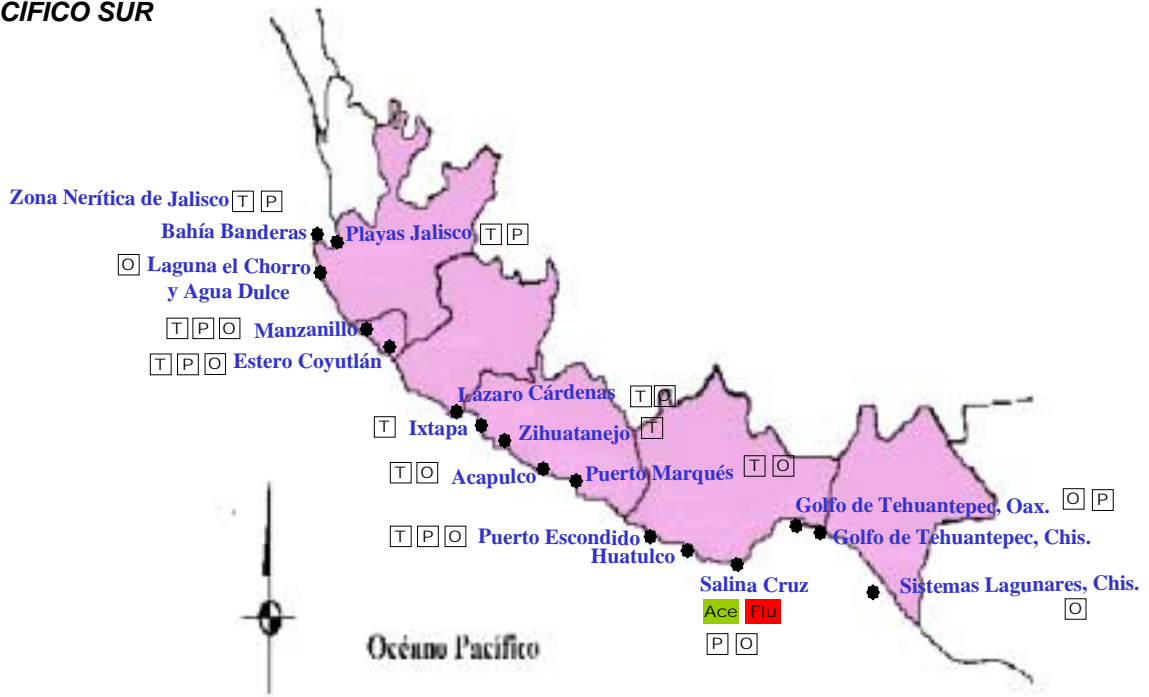 CIFICO SUR
Zona Nerítica de Jalisco T P
Bahía Banderas
Playas Jalisco T P
O Laguna el Chorro
y Agua Dulce
T P O Manzanillo
T P O Estero Coyutlán
Lázaro Cárdenas T O
T Ixtapa
Zihuatanejo T
T O Acapulco
Puerto Marqués T O
Golfo de Tehuantepec, Oax. O P
T P O Puerto Escondido
Golfo de Tehuantepec, Chis.
Huatulco
Salina Cruz
Ace Flu
P O
Sistemas Lagunares, Chis.
O
Océano Pacífico